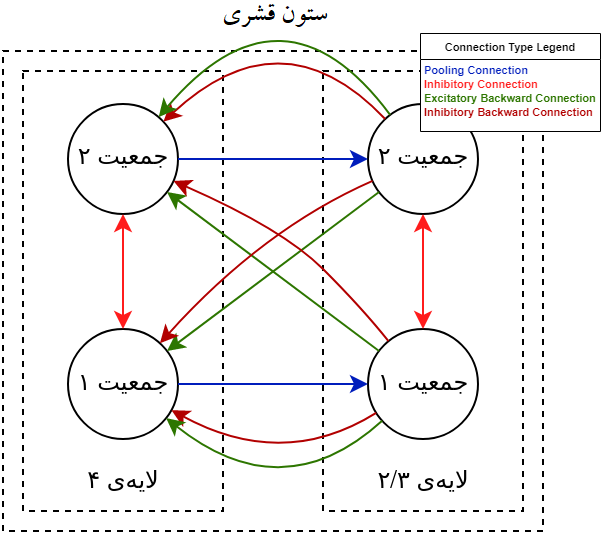 ستون قشری
Connection Type Legend
Pooling Connection
Inhibitory Connection
Excitatory Backward Connection
Inhibitory Backward Connection
جمعیت ۲
جمعیت ۲
جمعیت ۱
جمعیت ۱
لایه‌ی ۴
لایه‌ی ۲/۳